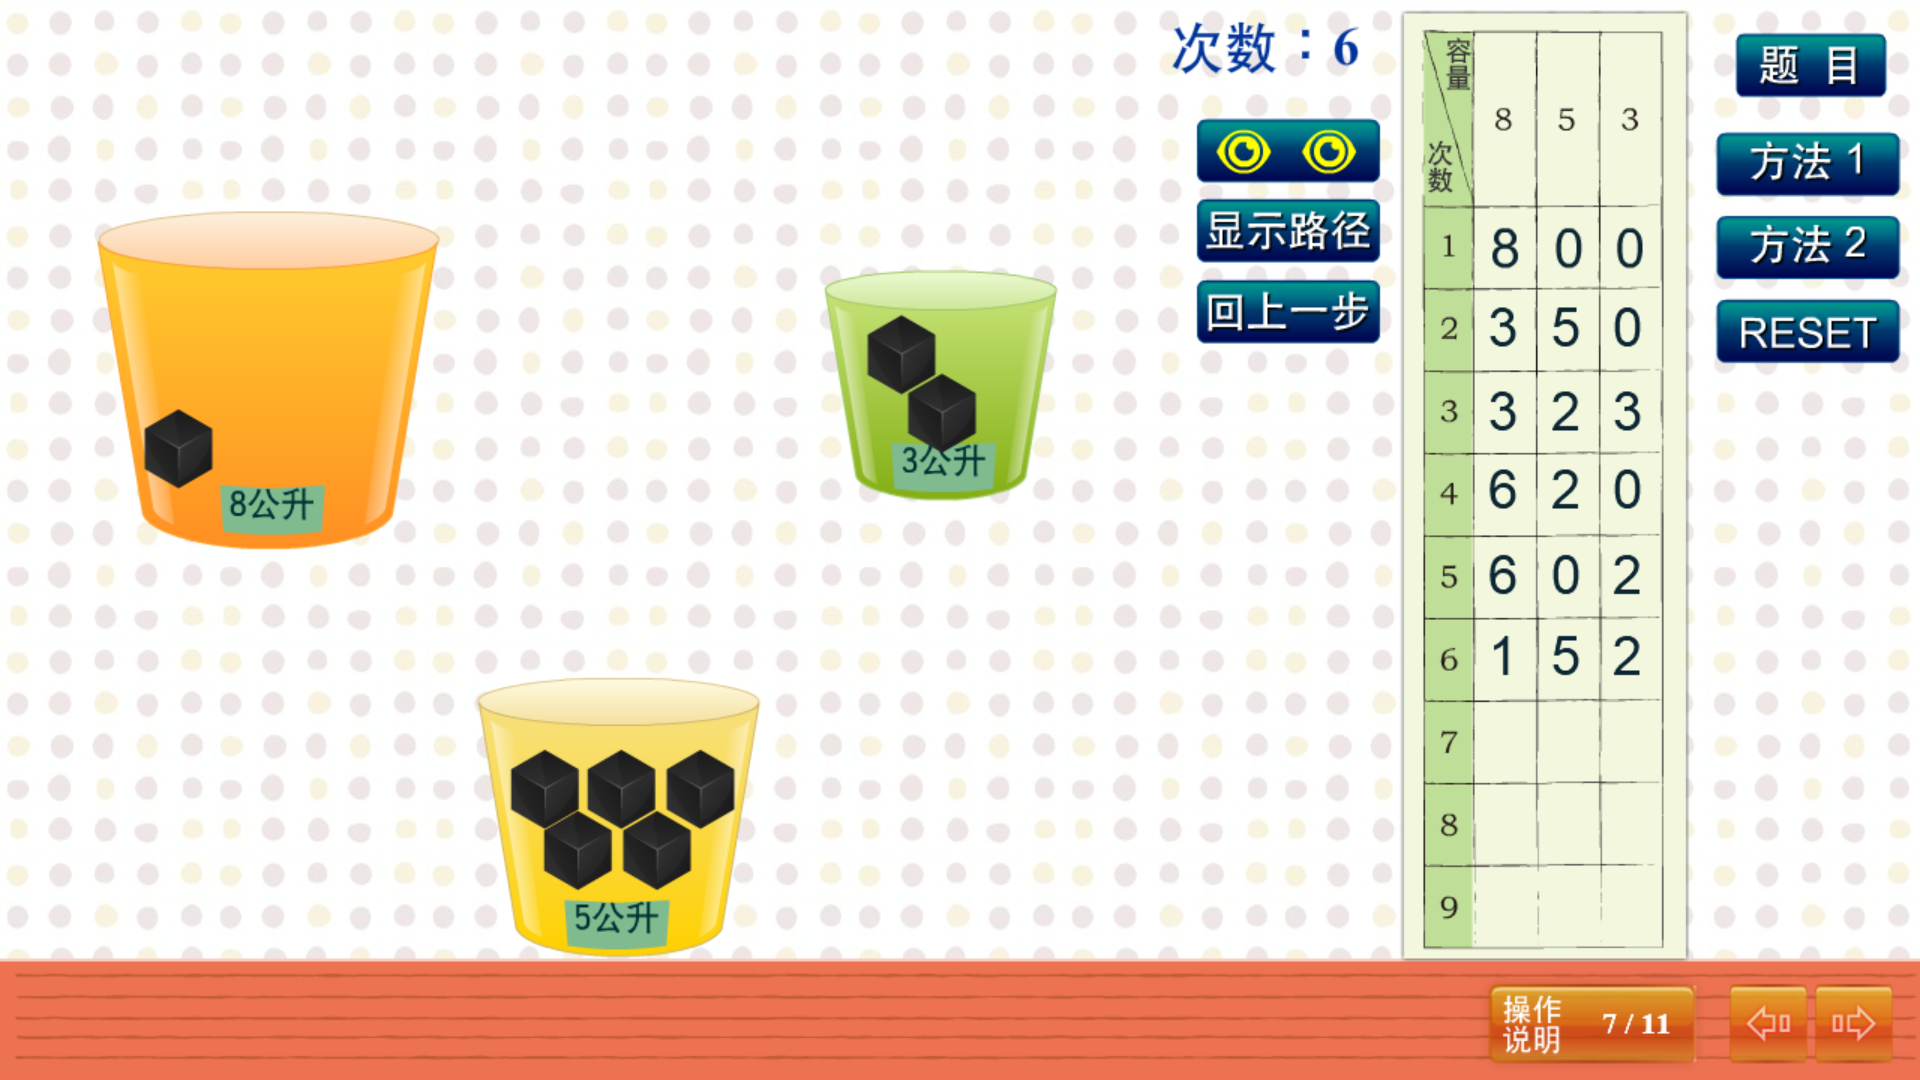 次数：6
显示路径
回上一步
8公升
3公升
5公升
容量
次数
8 5 3
1 8 0 0
2 3 5 0
3 3 2 3
4 6 2 0
5 6 0 2
6 1 5 2
7
8
9
题 目
方法 1
方法 2
RESET
操作
说明
7 / 11